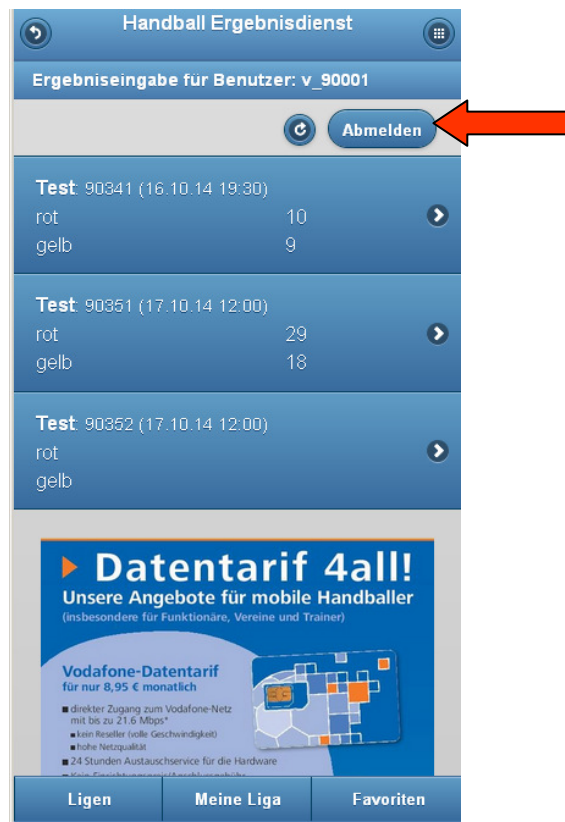 Handball Ergebnisdienst
Ergebniseingabe für Benutzer: v_90001
Abmelden
Test: 90341 (16.10.14 19:30)
rot 10
gelb 9
Test: 90351 (17.10.14 12:00)
rot 29
gelb 18
Test: 90352 (17.10.14 12:00)
rot
gelb
Datentarif 4all!
Unsere Angebote für mobile Handballer
(insbesondere für Funktionäre, Vereine und Trainer)
Vodafone-Datentarif
für nur 8,95 € monatlich
direkter Zugang zum Vodafone-Netz
mit bis zu 21.6 Mbps*
kein Reseller (volle Geschwindigkeit)
hohe Netzqualität
24 Stunden Austauschservice für die Hardware
Ligen Meine Liga Favoriten